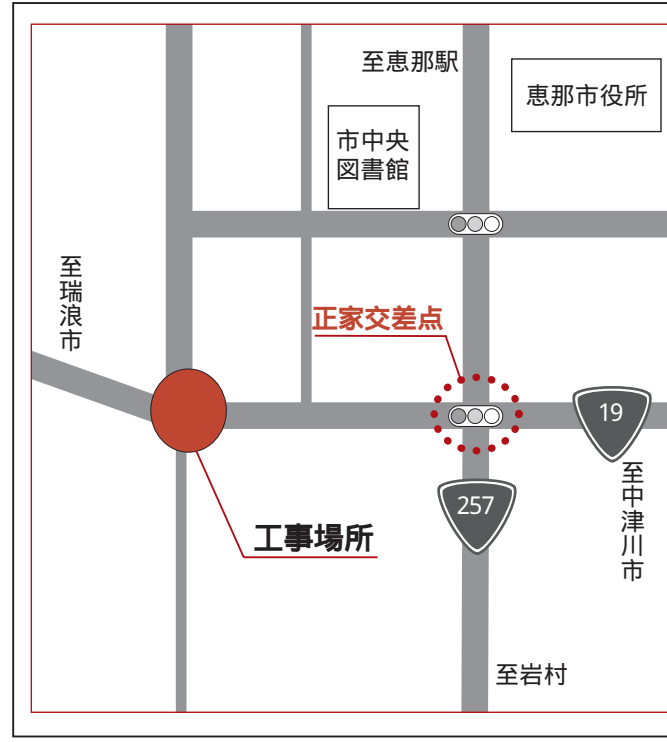 至恵那駅
恵那市役所
市中央
図書館
至瑞浪市
正家交差点
19
257
至中津川市
工事場所
至岩村